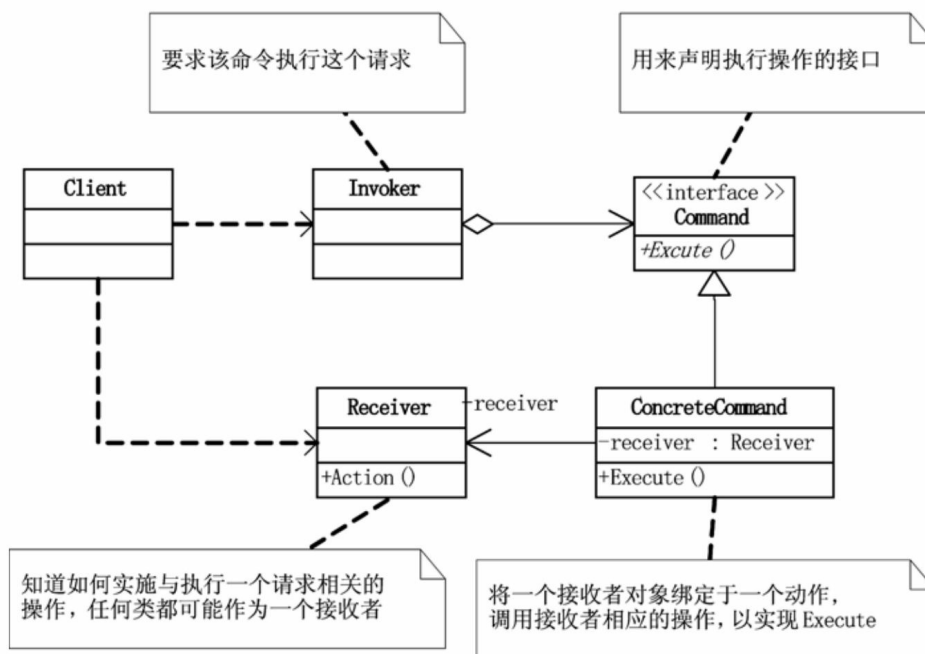 要求该命令执行这个请求
用来声明执行操作的接口
Client
Invoker
<<interface>>
Command
+Excute()
Receiver
-receiver
+Action()
ConcreteCommand
-receiver : Receiver
+Execute()
知道如何实施与执行一个请求相关的
操作，任何类都可能作为一个接收者
将一个接收者对象绑定于一个动作，
调用接收者相应的操作，以实现Execute